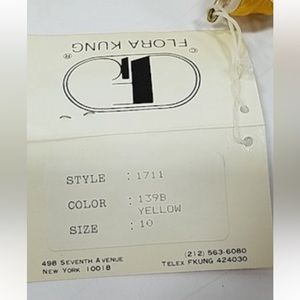 © FLORA KUNG ®
STYLE : 1711
COLOR : 139B
YELLOW
SIZE : 10
498 SEVENTH AVENUE
NEW YORK 10018
(212) 563-6080
TELEX FKUNG 424030